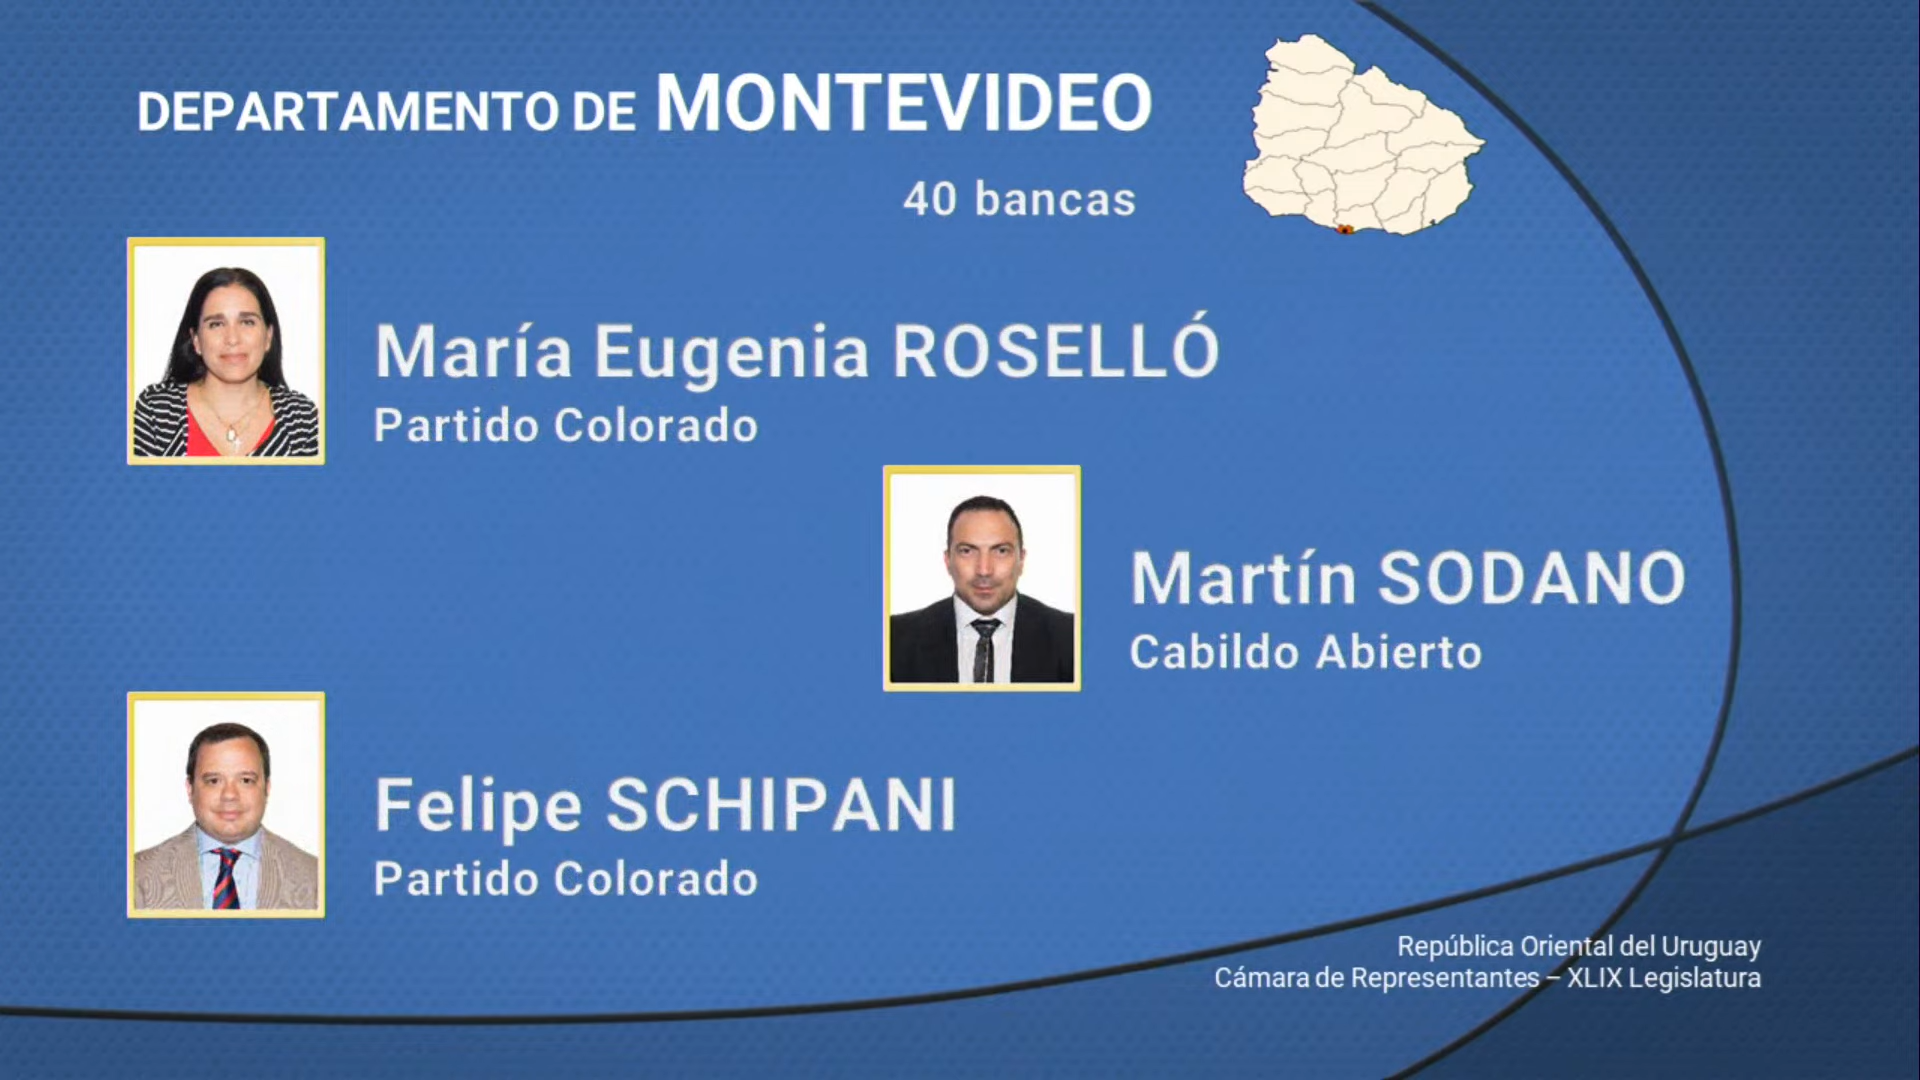 DEPARTAMENTO DE MONTEVIDEO
40 bancas
María Eugenia ROSELLÓ
Partido Colorado
Martín SODANO
Cabildo Abierto
Felipe SCHIPANI
Partido Colorado
República Oriental del Uruguay
Cámara de Representantes – XLIX Legislatura